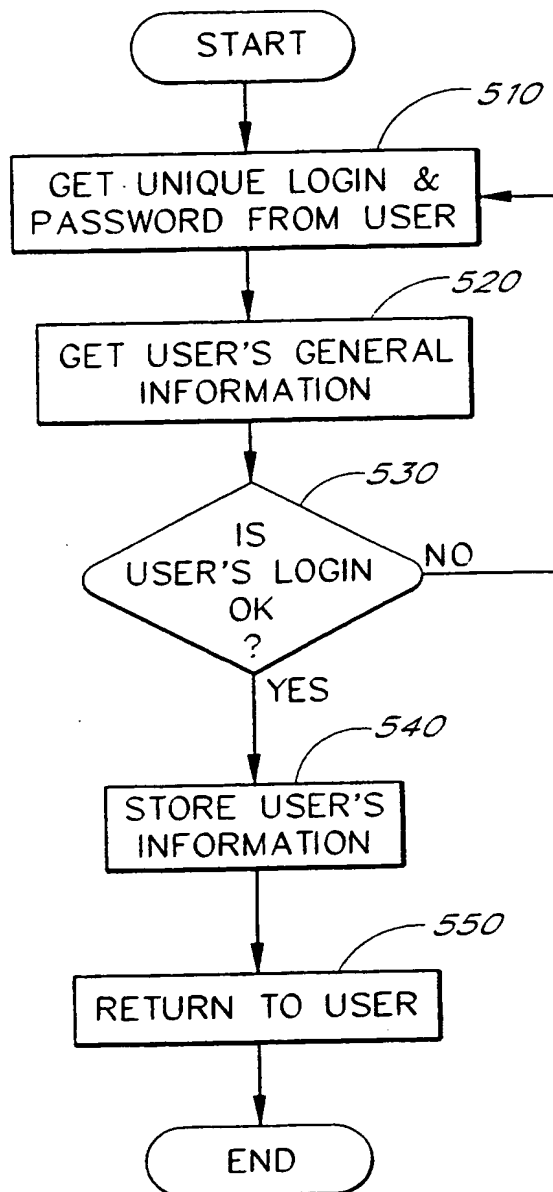 START
510
GET UNIQUE LOGIN &
PASSWORD FROM USER
520
GET USER'S GENERAL
INFORMATION
530
IS
USER'S LOGIN
OK
?
NO
YES
540
STORE USER'S
INFORMATION
550
RETURN TO USER
END